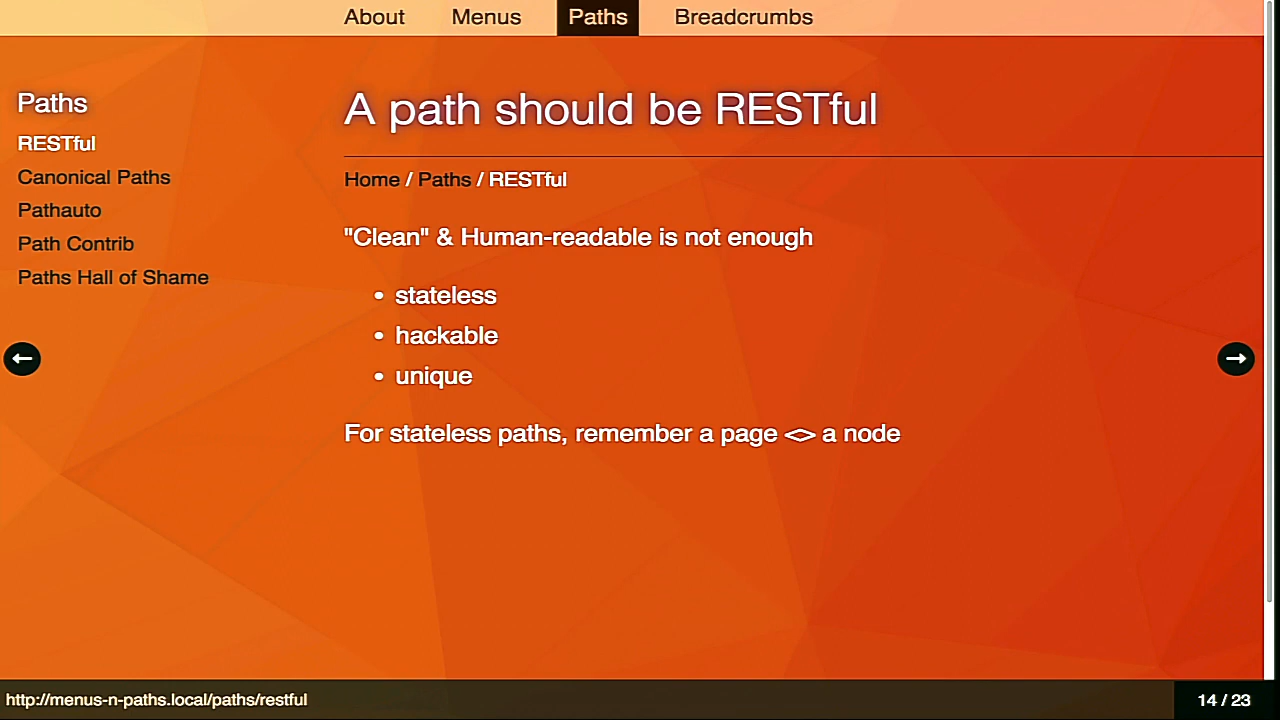 About Menus Paths Breadcrumbs
Paths
RESTful
Canonical Paths
Pathauto
Path Contrib
Paths Hall of Shame
A path should be RESTful
Home / Paths / RESTful
"Clean" & Human-readable is not enough
• stateless
• hackable
• unique
For stateless paths, remember a page <> a node
http://menus-n-paths.local/paths/restful
14 / 23